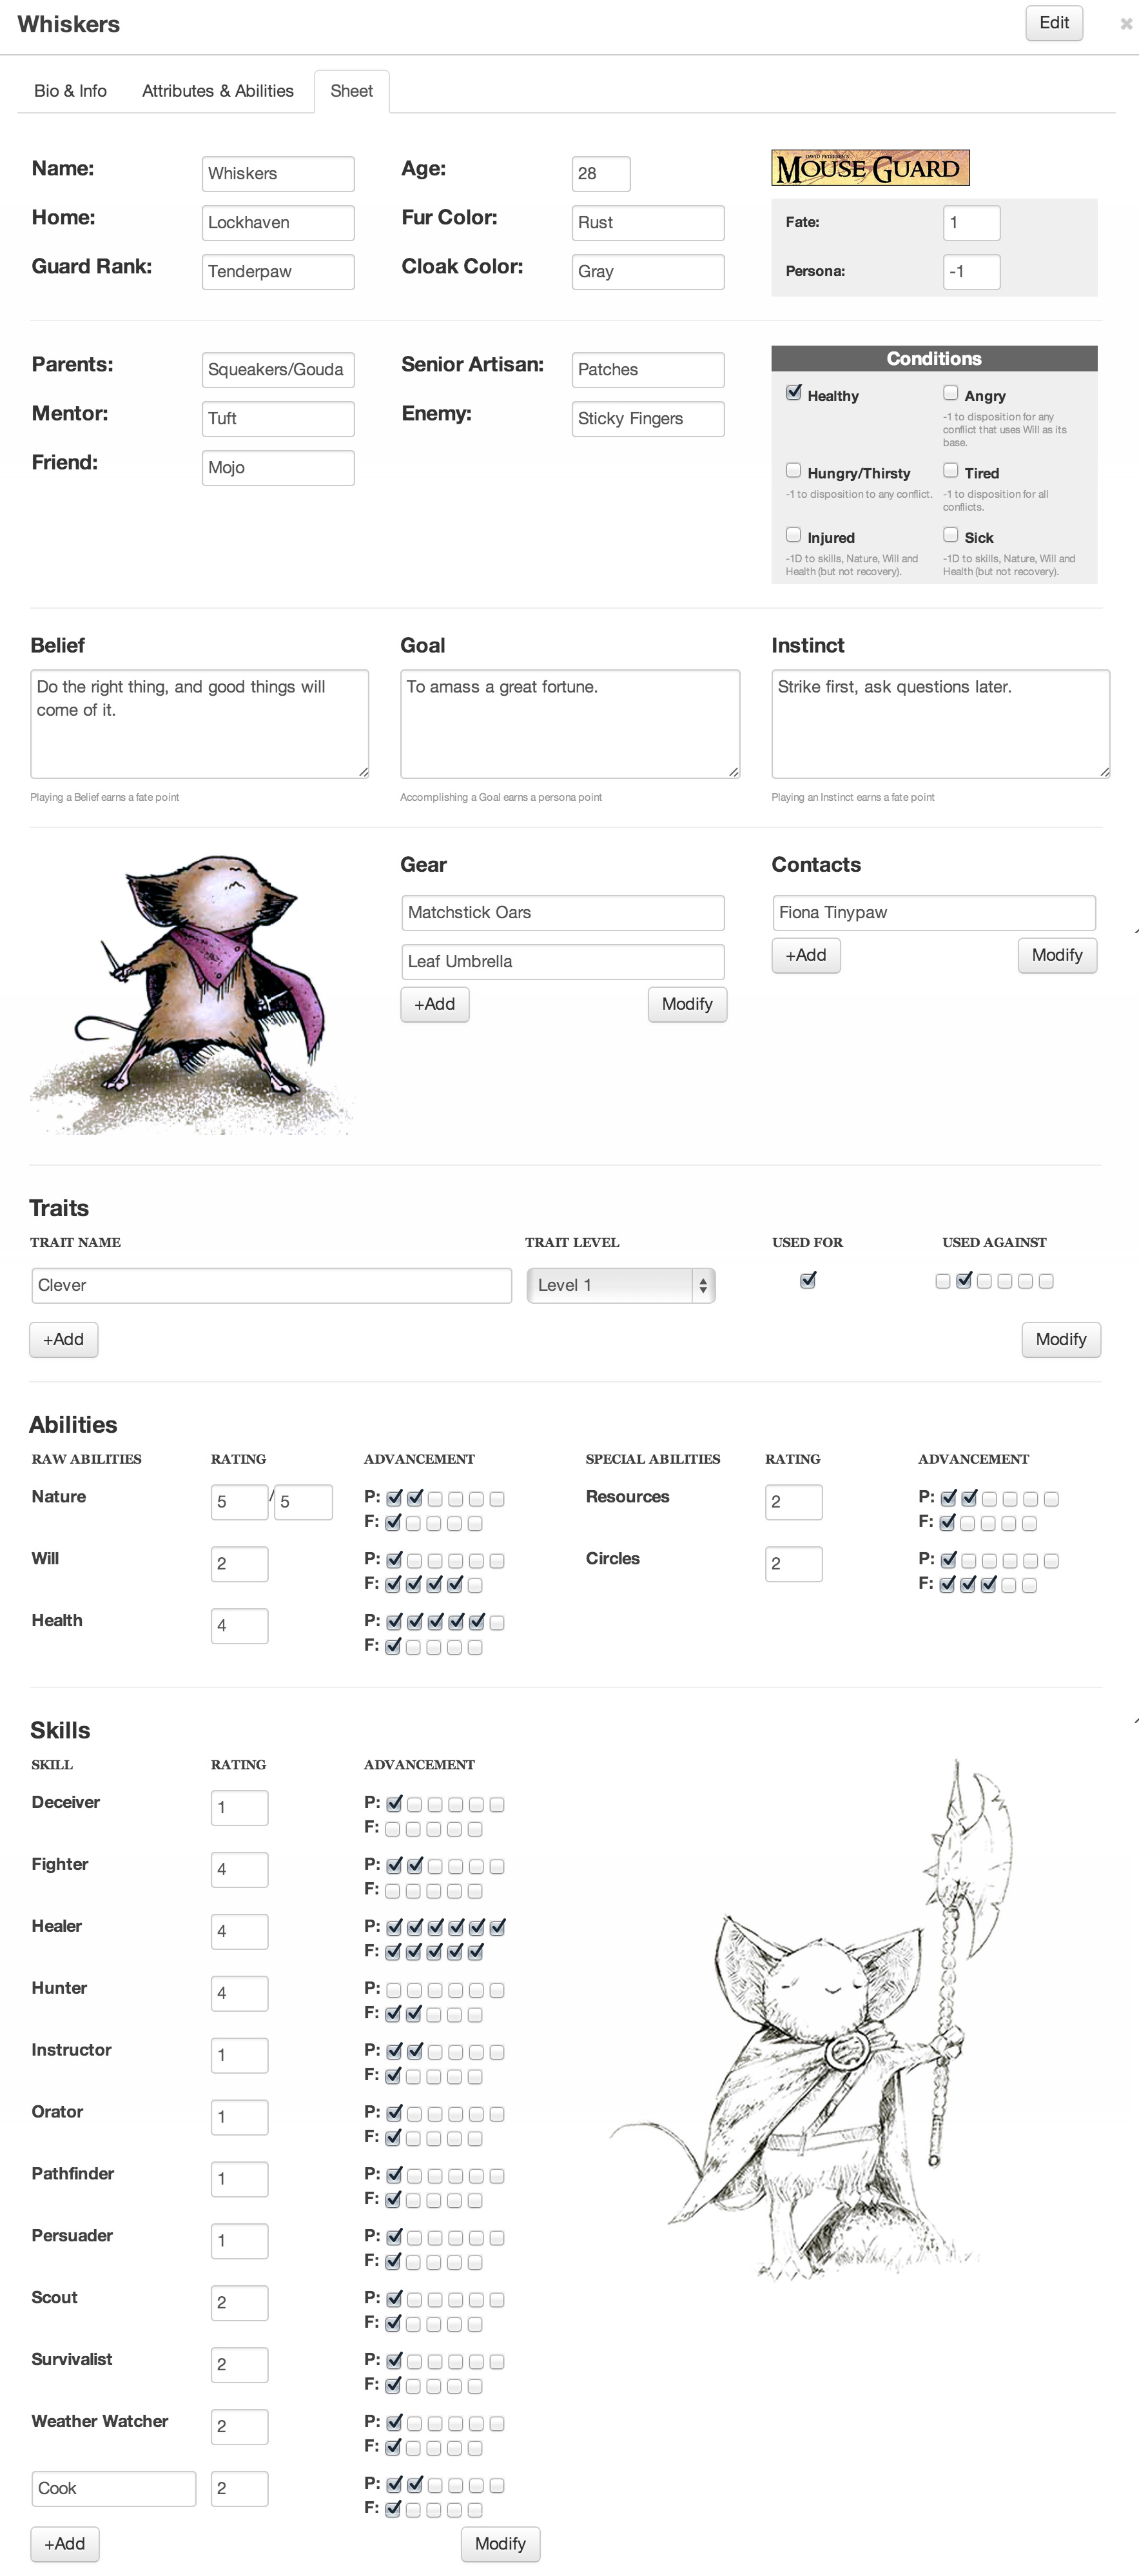 Whiskers
Edit
×
Bio & Info Attributes & Abilities Sheet
Name: Whiskers Age: 28
DAVID PETERSEN'S
MOUSE GUARD
Home: Lockhaven Fur Color: Rust Fate: 1
Guard Rank: Tenderpaw Cloak Color: Gray Persona: -1
Parents: Squeakers/Gouda Senior Artisan: Patches
Mentor: Tuft Enemy: Sticky Fingers
Friend: Mojo
Conditions
Healthy Angry
-1 to disposition for any
conflict that uses Will as its
base.
Hungry/Thirsty Tired
-1 to disposition to any conflict. -1 to disposition for all
conflicts.
Injured Sick
-1D to skills, Nature, Will and -1D to skills, Nature, Will and
Health (but not recovery). Health (but not recovery).
Belief Goal Instinct
Do the right thing, and good things will To amass a great fortune. Strike first, ask questions later.
come of it.
Playing a Belief earns a fate point Accomplishing a Goal earns a persona point Playing an Instinct earns a fate point
Gear Contacts
Matchstick Oars Fiona Tinypaw
Leaf Umbrella +Add Modify
+Add Modify
Traits
TRAIT NAME TRAIT LEVEL USED FOR USED AGAINST
Clever Level 1
+Add Modify
Abilities
RAW ABILITIES RATING ADVANCEMENT SPECIAL ABILITIES RATING ADVANCEMENT
Nature 5 / 5 P: Resources 2 P:
F: F:
Will 2 P: Circles 2 P:
F: F:
Health 4 P:
F:
Skills
SKILL RATING ADVANCEMENT
Deceiver 1 P:
F:
Fighter 4 P:
F:
Healer 4 P:
F:
Hunter 4 P:
F:
Instructor 1 P:
F:
Orator 1 P:
F:
Pathfinder 1 P:
F:
Persuader 1 P:
F:
Scout 2 P:
F:
Survivalist 2 P:
F:
Weather Watcher 2 P:
F:
Cook 2 P:
F:
+Add Modify